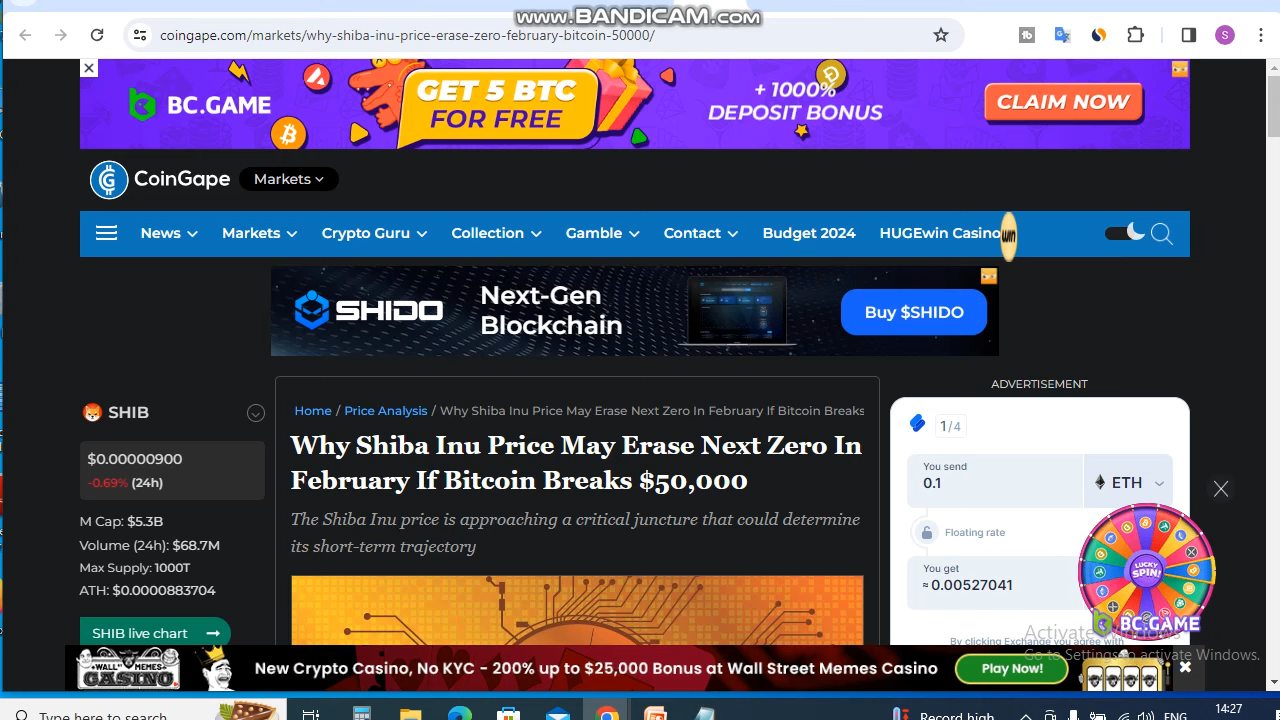 www.BANDICAM.com
coingape.com/markets/why-shiba-inu-price-erase-zero-february-bitcoin-50000/
S
BC.GAME
GET 5 BTC
FOR FREE
+ 1000%
DEPOSIT BONUS
CLAIM NOW
CoinGape
Markets
News
Markets
Crypto Guru
Collection
Gamble
Contact
Budget 2024
HUGEwin Casino
win
SHIDO
Next-Gen
Blockchain
Buy $SHIDO
ADVERTISEMENT
SHIB
$0.00000900
-0.69% (24h)
M Cap: $5.3B
Volume (24h): $68.7M
Max Supply: 1000T
ATH: $0.0000883704
SHIB live chart
Home / Price Analysis / Why Shiba Inu Price May Erase Next Zero In February If Bitcoin Breaks
Why Shiba Inu Price May Erase Next Zero In
February If Bitcoin Breaks $50,000
The Shiba Inu price is approaching a critical juncture that could determine
its short-term trajectory
1/4
You send
0.1
ETH
Floating rate
You get
≈ 0.00527041
LUCKY
SPIN!
BC.GAME
By clicking Exchange you agree with
Activate Windows
Go to Settings to activate Windows.
WALL ST
MEMES
CASINO
New Crypto Casino, No KYC - 200% up to $25,000 Bonus at Wall Street Memes Casino
Play Now!
Type here to search
Record high
ENG
14:27